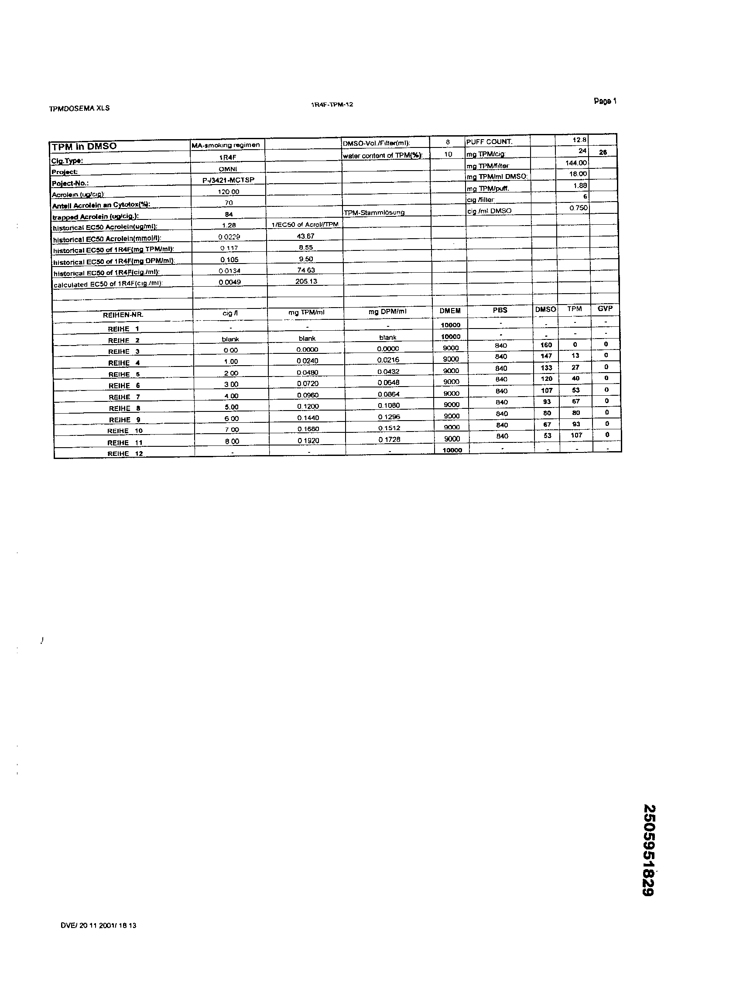 TPMDOSEMA XLS 1R4F-TPM-12 Page 1
TPM in DMSO MA-smoking regimen DMSO-Vol /Filter(ml): 8 PUFF COUNT. 12.8
Cig.Type: 1R4F water content of TPM(%): 10 mg TPM/cig 24 26
Project: OMNI mg TPM/filter 144.00
Poject-No.: P-J3421-MCTSP mg TPM/ml DMSO: 18.00
Acrolein (ug/cig) 120 00 mg TPM/puff. 1.88
Anteil Acrolein an Cytotox(%): 70 cig /filter 6
trapped Acrolein (ug/cig.): 84 TPM-Stammlösung cig /ml DMSO 0 750
historical EC50 Acrolein(ug/ml): 1 28 1/EC50 of Acrol/TPM
historical EC50 Acrolein(mmol/l): 0 0229 43.67
historical EC50 of 1R4F(mg TPM/ml): 0 117 8.55
historical EC50 of 1R4F(mg DPM/ml) 0.105 9 50
historical EC50 of 1R4F(cig./ml): 0 0134 74 63
calculated EC50 of 1R4F(cig /ml): 0 0049 205 13
REIHEN-NR. cig /l mg TPM/ml mg DPM/ml DMEM PBS DMSO TPM GVP
REIHE 1 - - - 10000 - - - -
REIHE 2 blank blank blank 10000 - - - -
REIHE 3 0 00 0.0000 0.0000 9000 840 160 0 0
REIHE 4 1.00 0 0240 0.0216 9000 840 147 13 0
REIHE 5 2 00 0 0480 0 0432 9000 840 133 27 0
REIHE 6 3 00 0 0720 0 0648 9000 840 120 40 0
REIHE 7 4 00 0 0960 0 0864 9000 840 107 53 0
REIHE 8 5.00 0 1200 0 1080 9000 840 93 67 0
REIHE 9 6 00 0 1440 0 1296 9000 840 80 80 0
REIHE 10 7 00 0 1680 0 1512 9000 840 67 93 0
REIHE 11 8 00 0 1920 0 1728 9000 840 53 107 0
REIHE 12 - - - 10000 - - - -
2505951829
DVE/ 20 11 2001/ 18 13